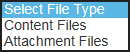 Select File Type
Content Files
Attachment Files